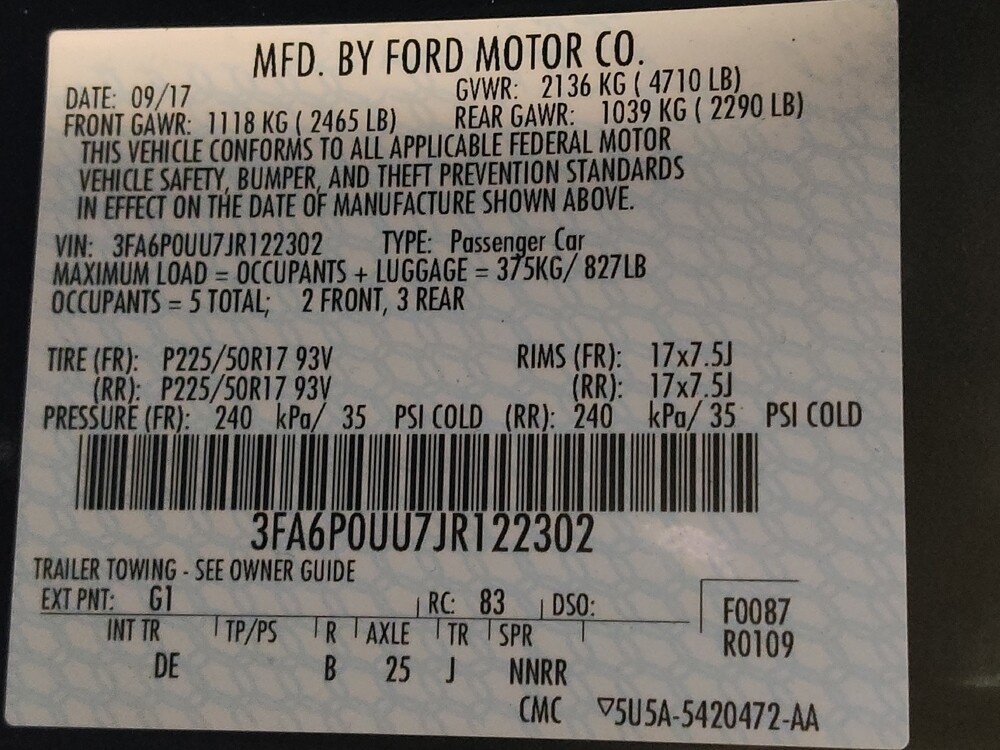 MFD. BY FORD MOTOR CO.
DATE: 09/17 GVWR: 2136 KG ( 4710 LB)
FRONT GAWR: 1118 KG ( 2465 LB) REAR GAWR: 1039 KG ( 2290 LB)
THIS VEHICLE CONFORMS TO ALL APPLICABLE FEDERAL MOTOR
VEHICLE SAFETY, BUMPER, AND THEFT PREVENTION STANDARDS
IN EFFECT ON THE DATE OF MANUFACTURE SHOWN ABOVE.
VIN: 3FA6P0UU7JR122302 TYPE: Passenger Car
MAXIMUM LOAD = OCCUPANTS + LUGGAGE = 375KG/ 827LB
OCCUPANTS = 5 TOTAL; 2 FRONT, 3 REAR
TIRE (FR): P225/50R17 93V RIMS (FR): 17x7.5J
(RR): P225/50R17 93V (RR): 17x7.5J
PRESSURE (FR): 240 kPa/ 35 PSI COLD (RR): 240 kPa/ 35 PSI COLD
3FA6P0UU7JR122302
TRAILER TOWING - SEE OWNER GUIDE
EXT PNT: G1 RC: 83 DSO: F0087
INT TR TP/PS R AXLE TR SPR R0109
DE B 25 J NNRR
CMC ▽5U5A-5420472-AA